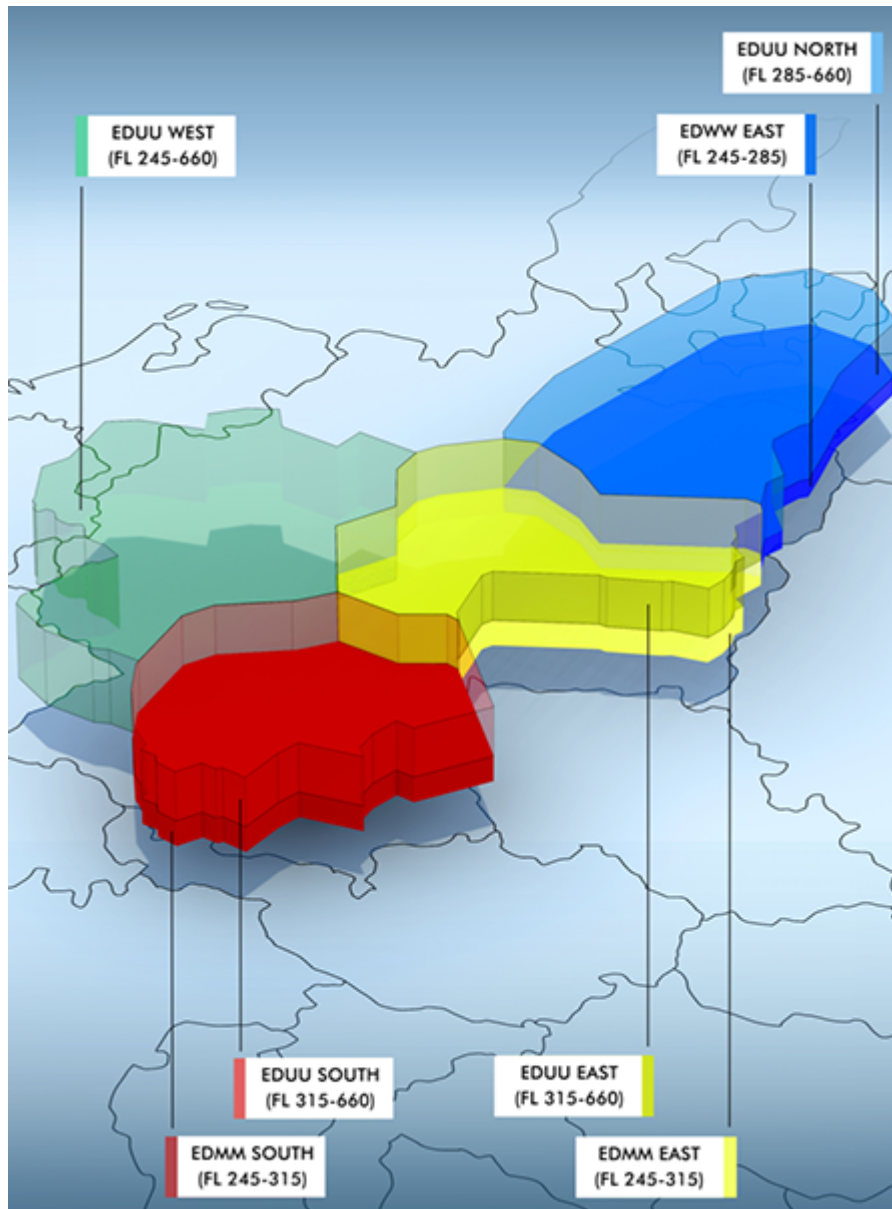 EDUU NORTH
(FL 285-660)
EDUU WEST
(FL 245-660)
EDWW EAST
(FL 245-285)
EDUU SOUTH
(FL 315-660)
EDUU EAST
(FL 315-660)
EDMM SOUTH
(FL 245-315)
EDMM EAST
(FL 245-315)